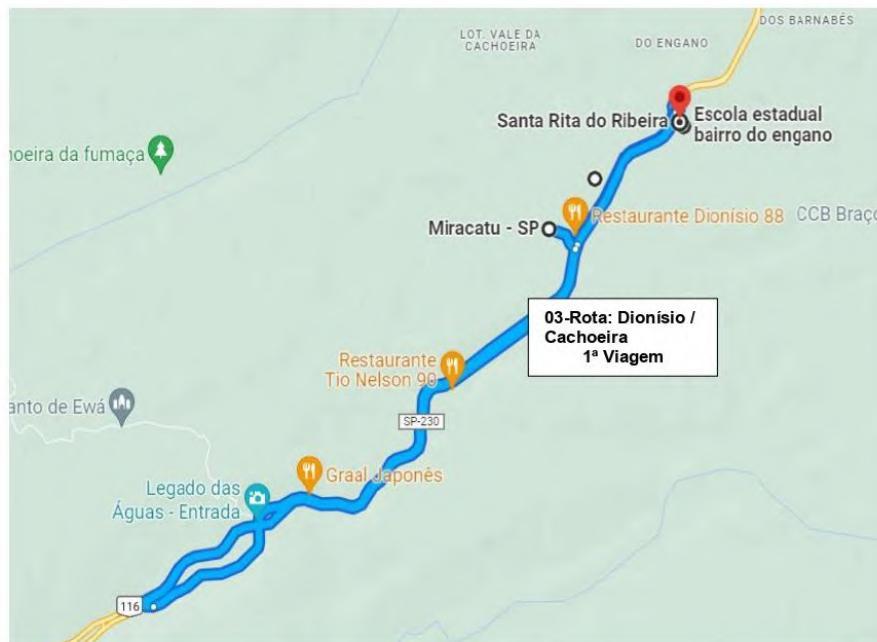 DOS BARNABÉS
LOT. VALE DA
CACHOEIRA
DO ENGANO
Santa Rita do Ribeira
Escola estadual
bairro do engano
hoeira da fumaça
Restaurante Dionísio 88
CCB Braço
Miracatu - SP
03-Rota: Dionísio /
Cachoeira
1ª Viagem
Restaurante
Tio Nelson 90
anto de Ewá
SP-230
Graal Japonês
Legado das
Águas - Entrada
116